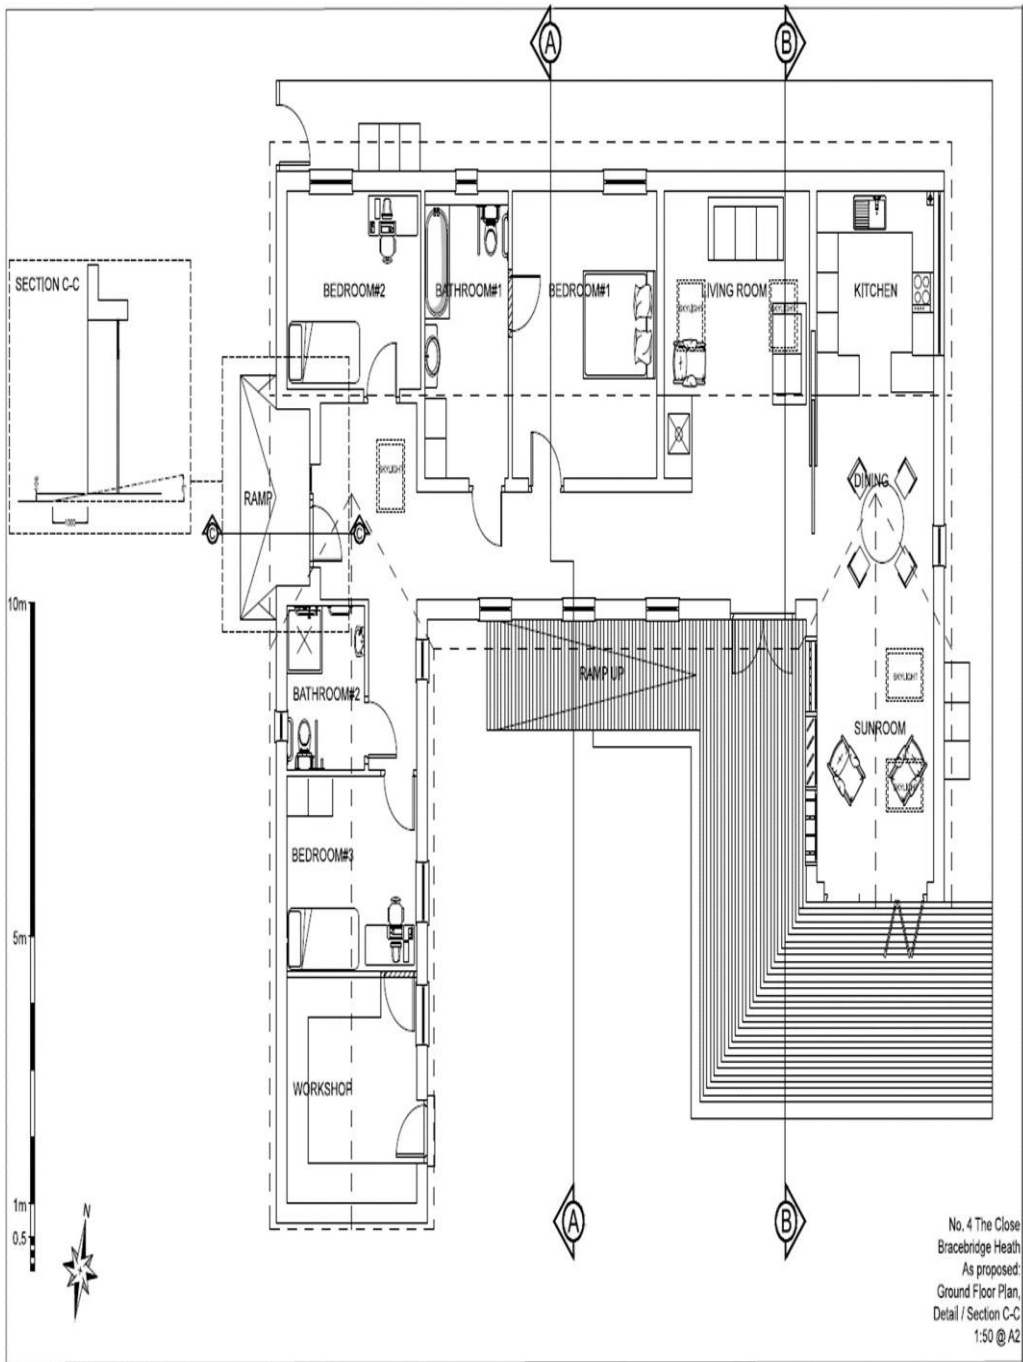 A
B
SECTION C-C
BEDROOM#2
BATHROOM#1
BEDROOM#1
LIVING ROOM
KITCHEN
SKYLIGHT
SKYLIGHT
SKYLIGHT
RAMP
C
C
DINING
10m
BATHROOM#2
RAMP UP
SKYLIGHT
SUNROOM
SKYLIGHT
BEDROOM#3
5m
WORKSHOP
1m
0.5
N
A
B
No. 4 The Close
Bracebridge Heath
As proposed:
Ground Floor Plan,
Detail / Section C-C
1:50 @ A2